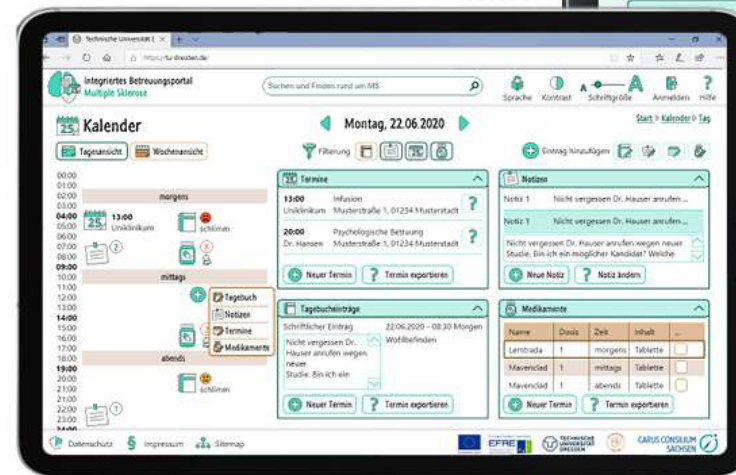 Technische Universität D
https://tu-dresden.de/
Integriertes Betreuungsportal
Multiple Sklerose
Suchen und Finden rund um MS
Sprache Kontrast Schriftgröße Anmelden Hilfe
Kalender
Montag, 22.06.2020
Start » Kalender » Tag
Tagesansicht Wochenansicht
Filterung
Eintrag hinzufügen
00:00
01:00
02:00 morgens
03:00
04:00
05:00
06:00
07:00
08:00
09:00
10:00 mittags
11:00
12:00
13:00
14:00
15:00
16:00
17:00
18:00 abends
19:00
20:00
21:00
22:00
23:00
24:00
25 13:00
Uniklinikum
schlimm
2
Tagebuch
Notizen
Termine
Medikamente
schlimm
1
Termine
13:00 Infusion
Uniklinikum Musterstraße 1, 01234 Musterstadt
20:00 Psychologische Betreuung
Dr. Hansen Musterstraße 1, 01234 Musterstadt
Neuer Termin Termin exportieren
Notizen
Notiz 1 Nicht vergessen Dr. Hauser anrufen ...
Notiz 1 Nicht vergessen Dr. Hauser anrufen ...
Nicht vergessen Dr. Hauser anrufen wegen neuer
Studie. Bin ich ein möglicher Kandidat? Welche
Neue Notiz Notiz ändern
Tagebucheinträge
Schriftlicher Eintrag 22.06.2020 - 08:30 Morgen
Nicht vergessen Dr. Wohlbefinden
Hauser anrufen wegen
neuer
Studie. Bin ich ein
Neuer Termin Termin exportieren
Medikamente
Name Dosis Zeit Inhalt ...
Lemtrada 1 morgens Tablette
Mavenclad 1 mittags Tablette
Mavenclad 1 abends Tablette
Neuer Termin Termin exportieren
Datenschutz Impressum Sitemap
EFRE
TECHNISCHE
UNIVERSITÄT
DRESDEN
CARUS CONSILIUM
SACHSEN